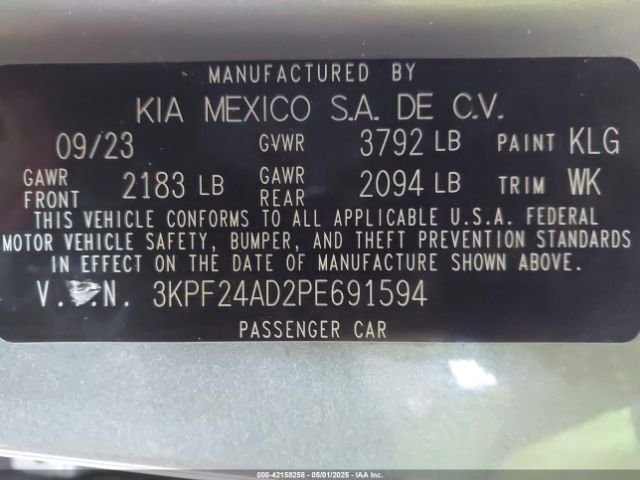 MANUFACTURED BY
KIA MEXICO S.A. DE C.V.
09/23 GVWR 3792 LB PAINT KLG
GAWR FRONT 2183 LB GAWR REAR 2094 LB TRIM WK
THIS VEHICLE CONFORMS TO ALL APPLICABLE U.S.A. FEDERAL
MOTOR VEHICLE SAFETY, BUMPER, AND THEFT PREVENTION STANDARDS
IN EFFECT ON THE DATE OF MANUFACTURE SHOWN ABOVE.
V. .N. 3KPF24AD2PE691594
PASSENGER CAR
000-42158258 - 05/01/2025 - IAA, Inc.